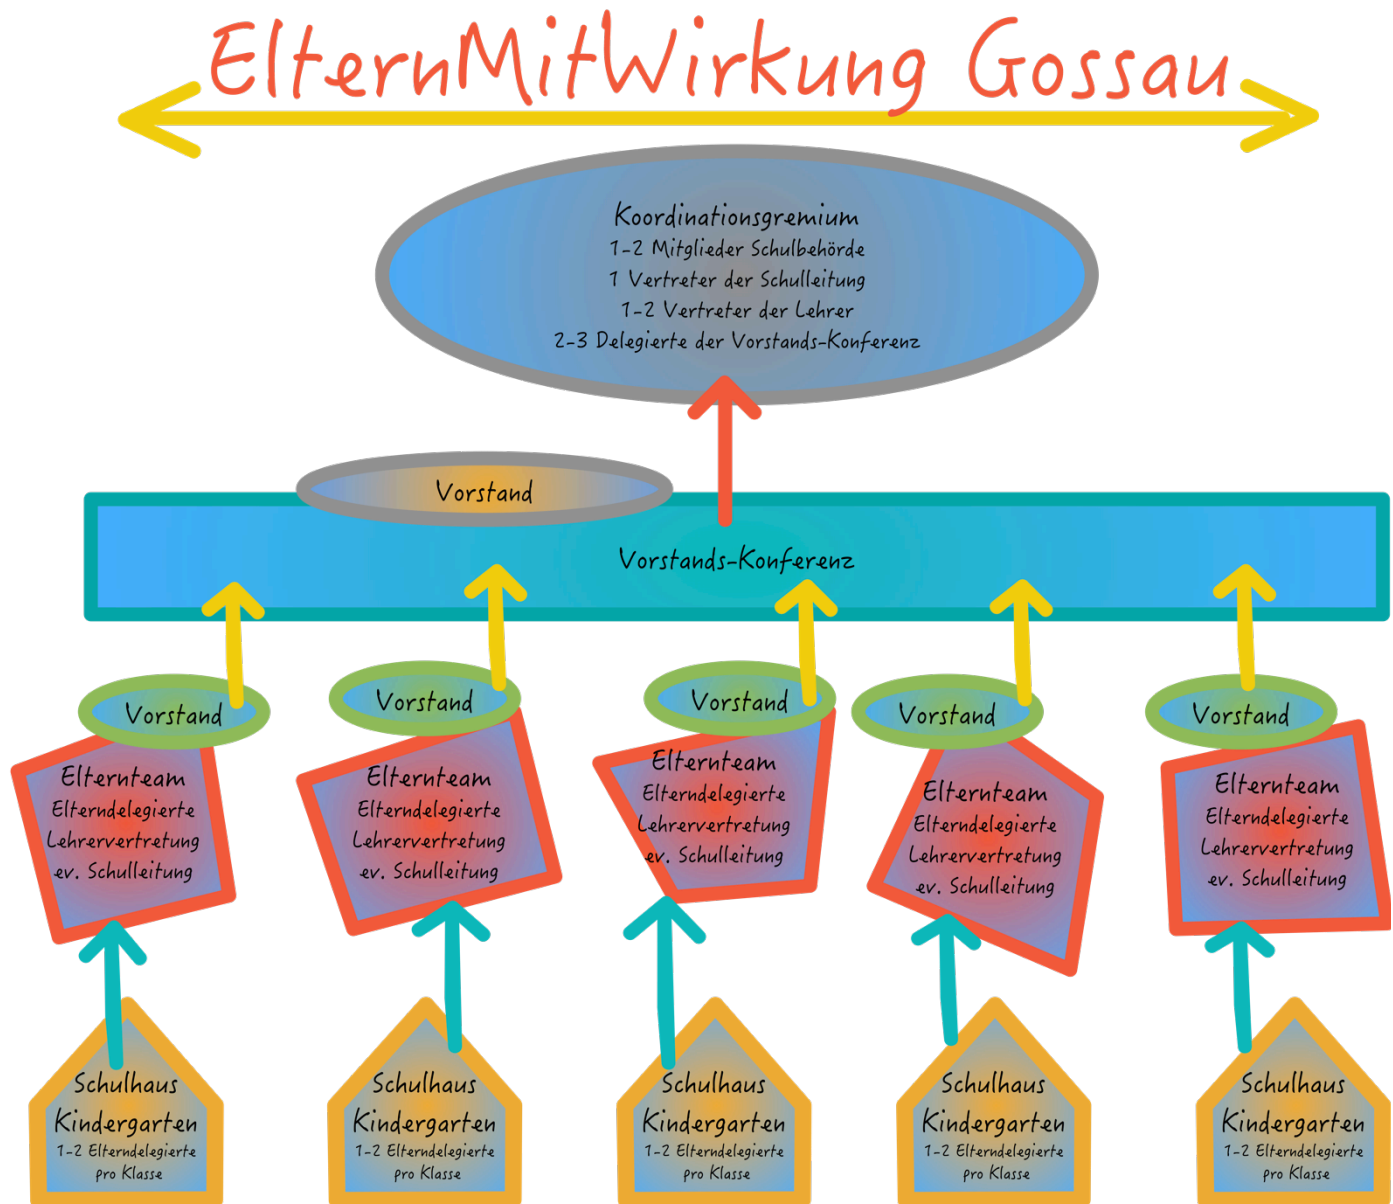 ElternMitWirkung Gossau
Koordinationsgremium
1-2 Mitglieder Schulbehörde
1 Vertreter der Schulleitung
1-2 Vertreter der Lehrer
2-3 Delegierte der Vorstands-Konferenz
Vorstand
Vorstands-Konferenz
Vorstand
Elternteam
Elterndelegierte
Lehrervertretung
ev. Schulleitung
Vorstand
Elternteam
Elterndelegierte
Lehrervertretung
ev. Schulleitung
Vorstand
Elternteam
Elterndelegierte
Lehrervertretung
ev. Schulleitung
Vorstand
Elternteam
Elterndelegierte
Lehrervertretung
ev. Schulleitung
Vorstand
Elternteam
Elterndelegierte
Lehrervertretung
ev. Schulleitung
Schulhaus
Kindergarten
1-2 Elterndelegierte
pro Klasse
Schulhaus
Kindergarten
1-2 Elterndelegierte
pro Klasse
Schulhaus
Kindergarten
1-2 Elterndelegierte
pro Klasse
Schulhaus
Kindergarten
1-2 Elterndelegierte
pro Klasse
Schulhaus
Kindergarten
1-2 Elterndelegierte
pro Klasse